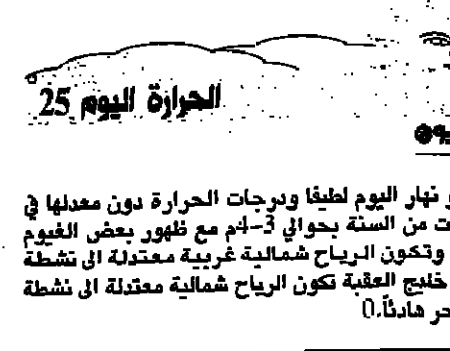 الحرارة اليوم 25
نهار اليوم لطيفا ودرجات الحرارة دون معدلها في
من السنة بحوالي 3-4م مع ظهور بعض الغيوم
وتكون الرياح شمالية غربية معتدلة الى نشطة
خليج العقبة تكون الرياح شمالية معتدلة الى نشطة
هادئاً.()